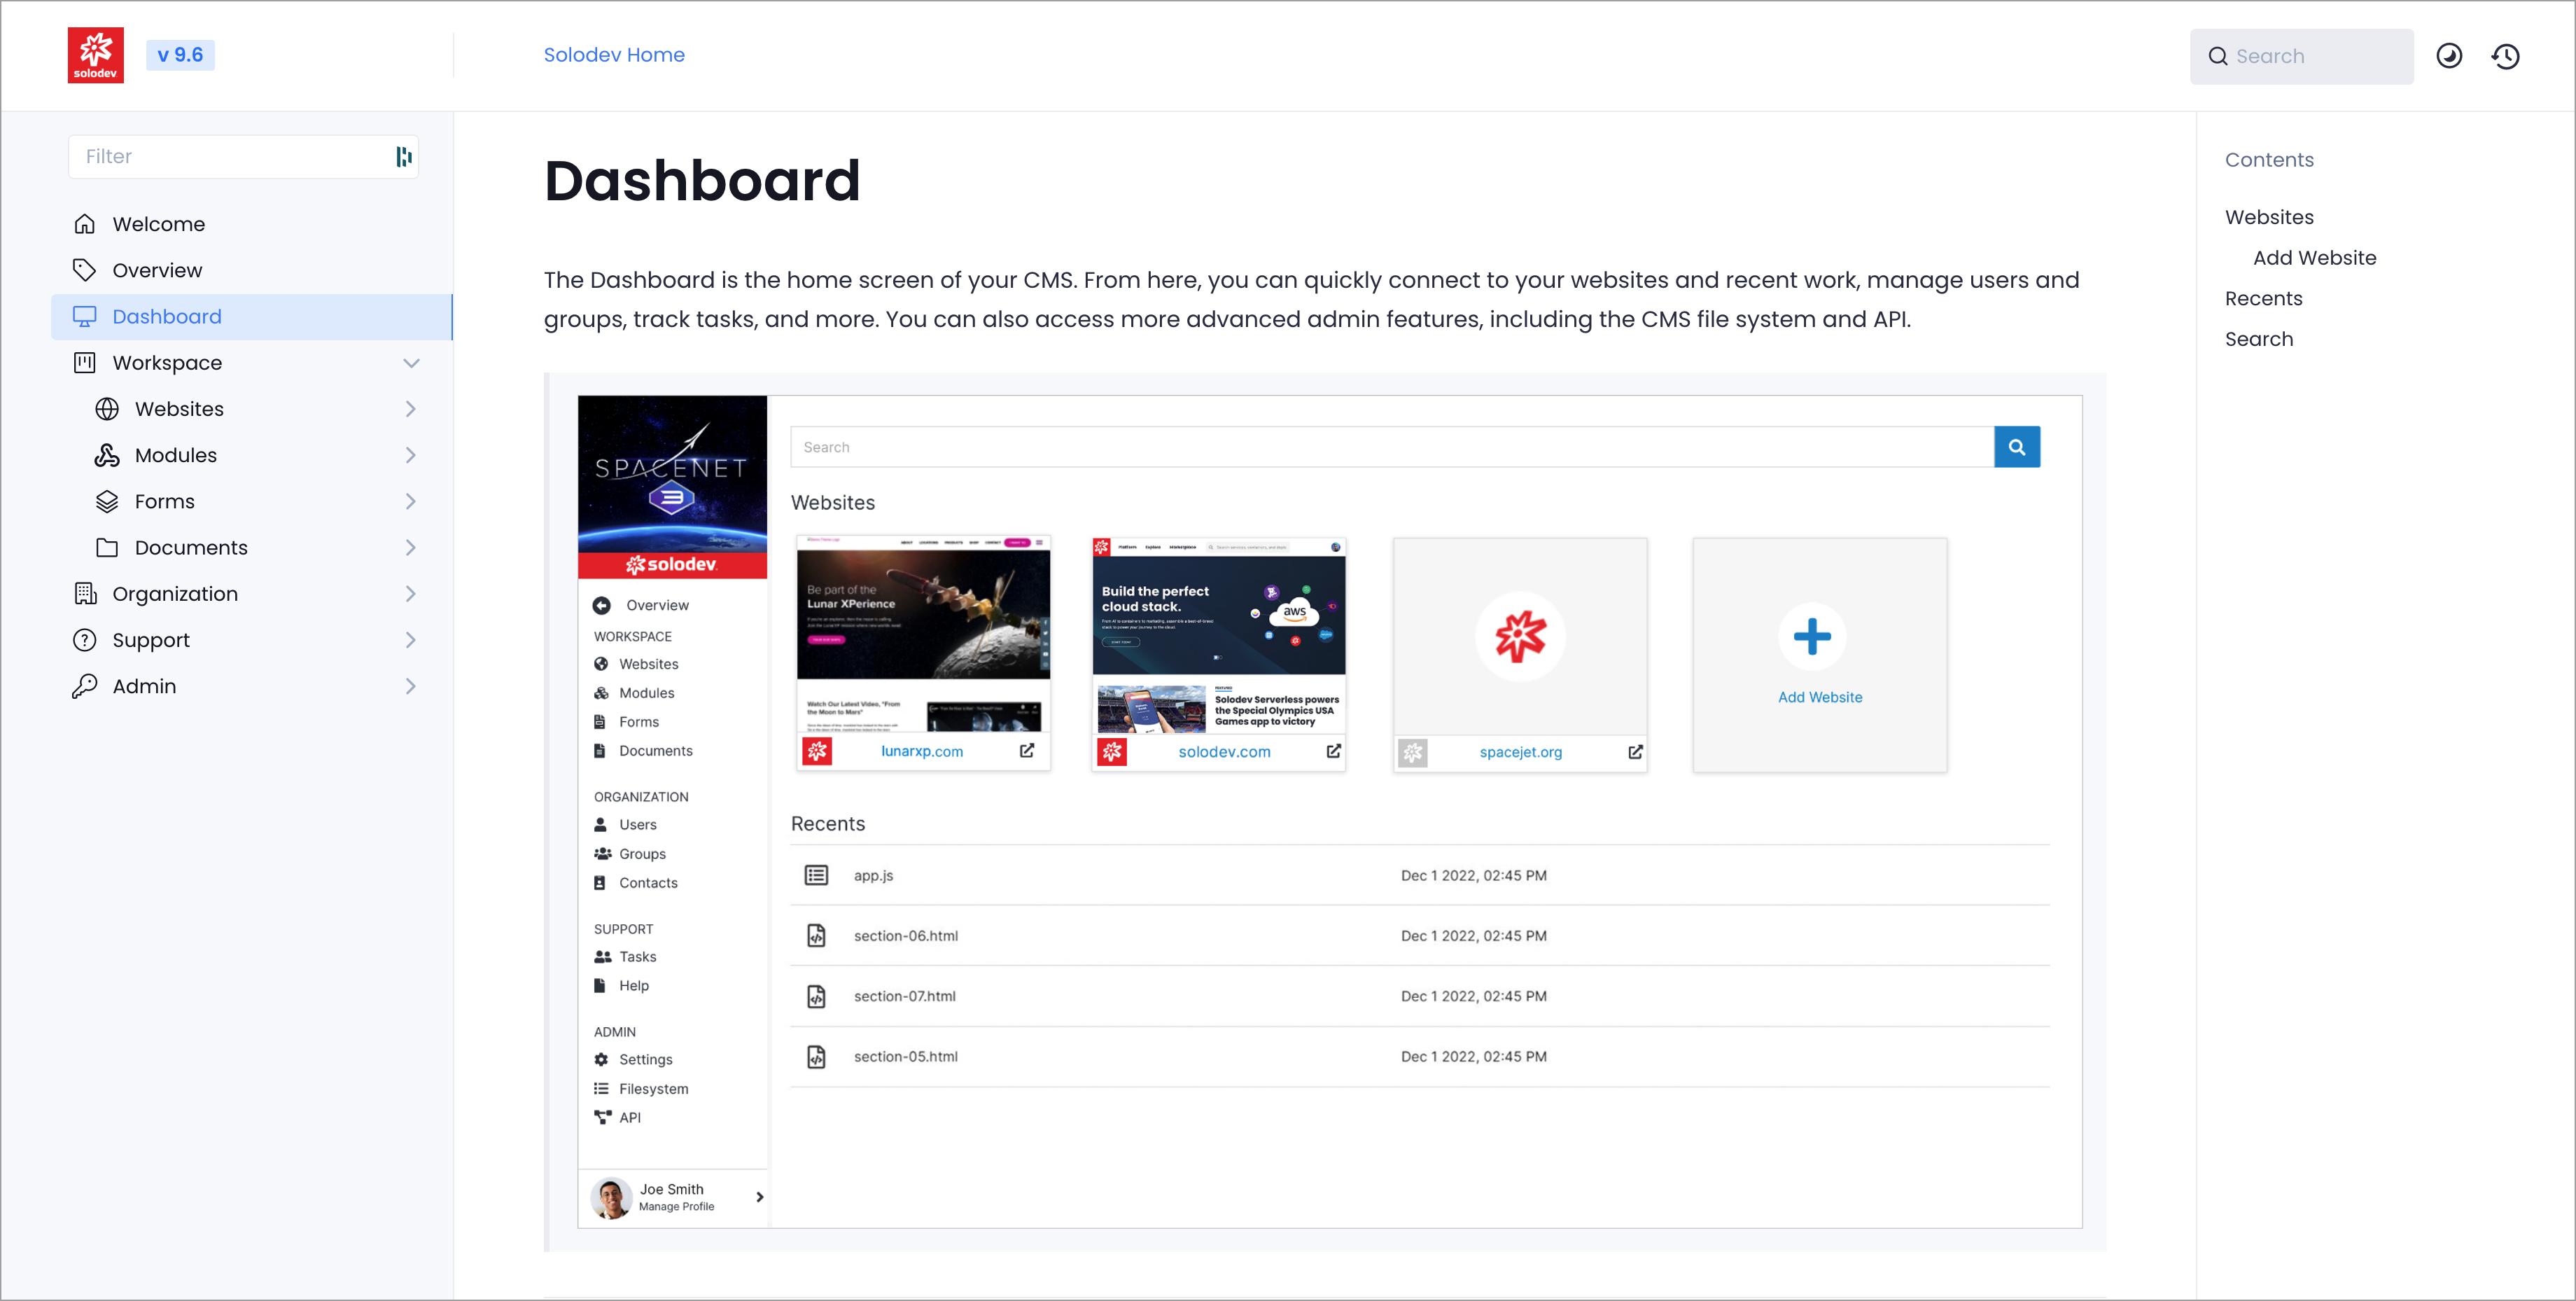 solodev
v 9.6
Solodev Home
Search
Filter
Welcome
Overview
Dashboard
Workspace
Websites
Modules
Forms
Documents
Organization
Support
Admin
Dashboard
The Dashboard is the home screen of your CMS. From here, you can quickly connect to your websites and recent work, manage users and
groups, track tasks, and more. You can also access more advanced admin features, including the CMS file system and API.
SPACENET
solodev
Overview
WORKSPACE
Websites
Modules
Forms
Documents
ORGANIZATION
Users
Groups
Contacts
SUPPORT
Tasks
Help
ADMIN
Settings
Filesystem
API
Joe Smith
Manage Profile
Search
Websites
Be part of the
Lunar XPerience
Watch Our Latest Video, "From
the Moon to Mars"
lunarxp.com
Platform Explore Marketplace
Build the perfect
cloud stack.
aws
FEATURED
Solodev Serverless powers
the Special Olympics USA
Games app to victory
solodev.com
spacejet.org
Add Website
Recents
app.js Dec 1 2022, 02:45 PM
section-06.html Dec 1 2022, 02:45 PM
section-07.html Dec 1 2022, 02:45 PM
section-05.html Dec 1 2022, 02:45 PM
Contents
Websites
Add Website
Recents
Search